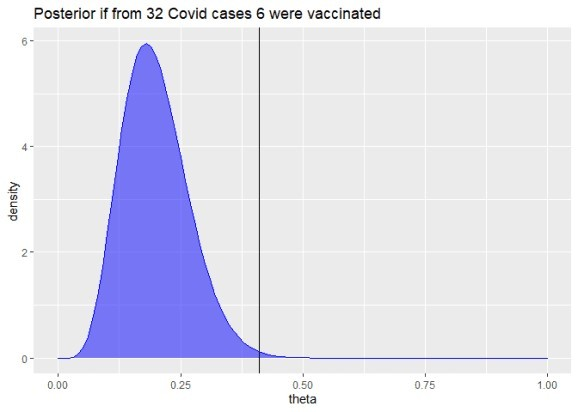 Posterior if from 32 Covid cases 6 were vaccinated
6
4
2
0
density
0.00 0.25 0.50 0.75 1.00
theta